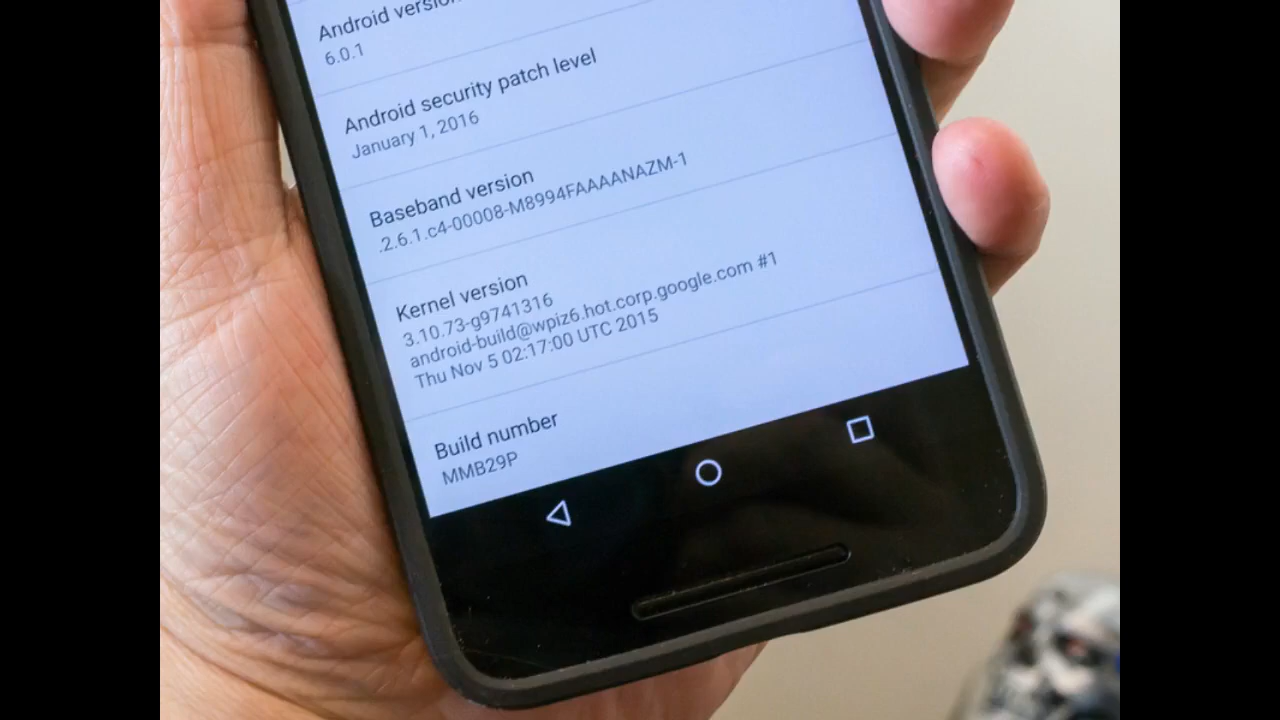 Android version
6.0.1
Android security patch level
January 1, 2016
Baseband version
.2.6.1.c4-00008-M8994FAAAANAZM-1
Kernel version
3.10.73-g9741316
android-build@wpiz6.hot.corp.google.com #1
Thu Nov 5 02:17:00 UTC 2015
Build number
MMB29P